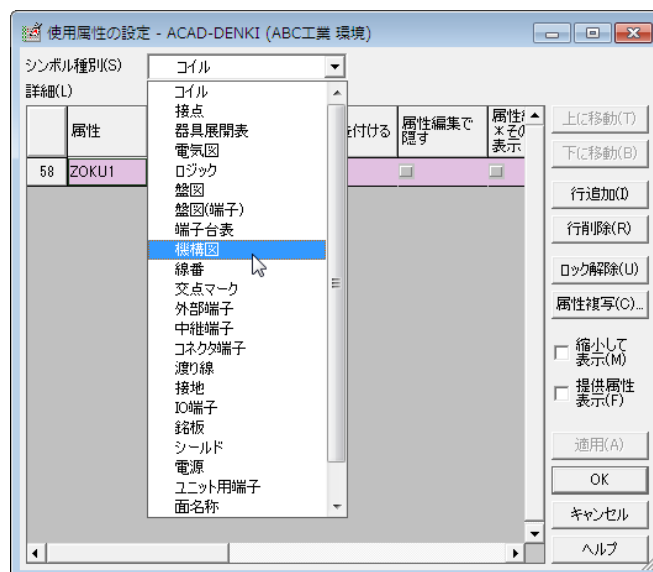 使用属性の設定 - ACAD-DENKI (ABC工業 環境)
シンボル種別(S)
コイル
詳細(L)
属性
を付ける
属性編集で
隠す
属性
※その
表示
58
ZOKU1
コイル
接点
器具展開表
電気図
ロジック
盤図
盤図(端子)
端子台表
機構図
線番
交点マーク
外部端子
中継端子
コネクタ端子
渡り線
接地
IO端子
銘板
シールド
電源
ユニット用端子
面名称
上に移動(T)
下に移動(B)
行追加(I)
行削除(R)
ロック解除(U)
属性複写(C)...
縮小して
表示(M)
提供属性
表示(F)
適用(A)
OK
キャンセル
ヘルプ